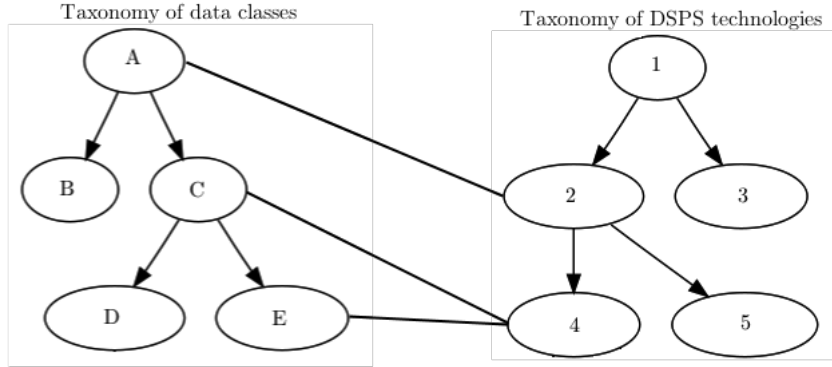 Taxonomy of data classes
Taxonomy of DSPS technologies
A
1
B
C
2
3
D
E
4
5